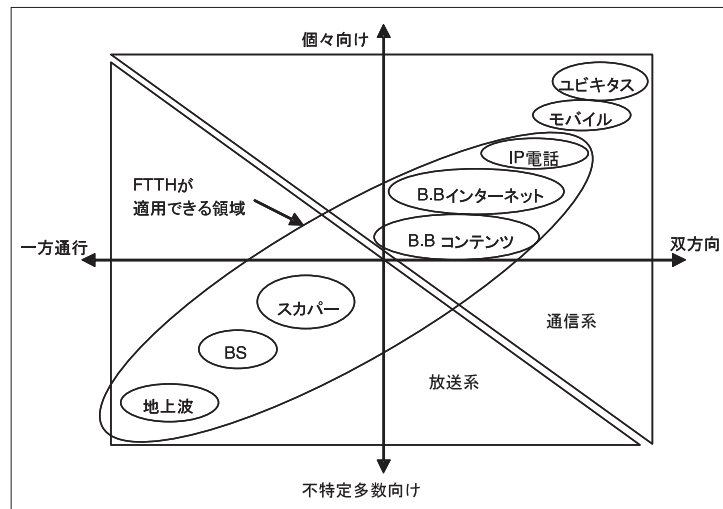 個々向け
ユビキタス
モバイル
IP電話
FTTHが
適用できる領域
B.Bインターネット
B.B コンテンツ
一方通行
双方向
スカパー
通信系
BS
放送系
地上波
不特定多数向け